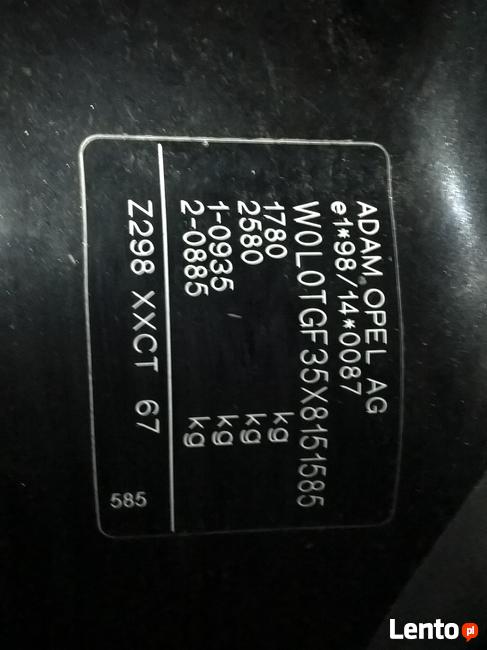 ADAM OPEL AG
e1*98/14*0087
W0L0TGF35X8151585
1780 kg
2580 kg
1-0935 kg
2-0885 kg
Z298 XXCT 67
585
Lento pl